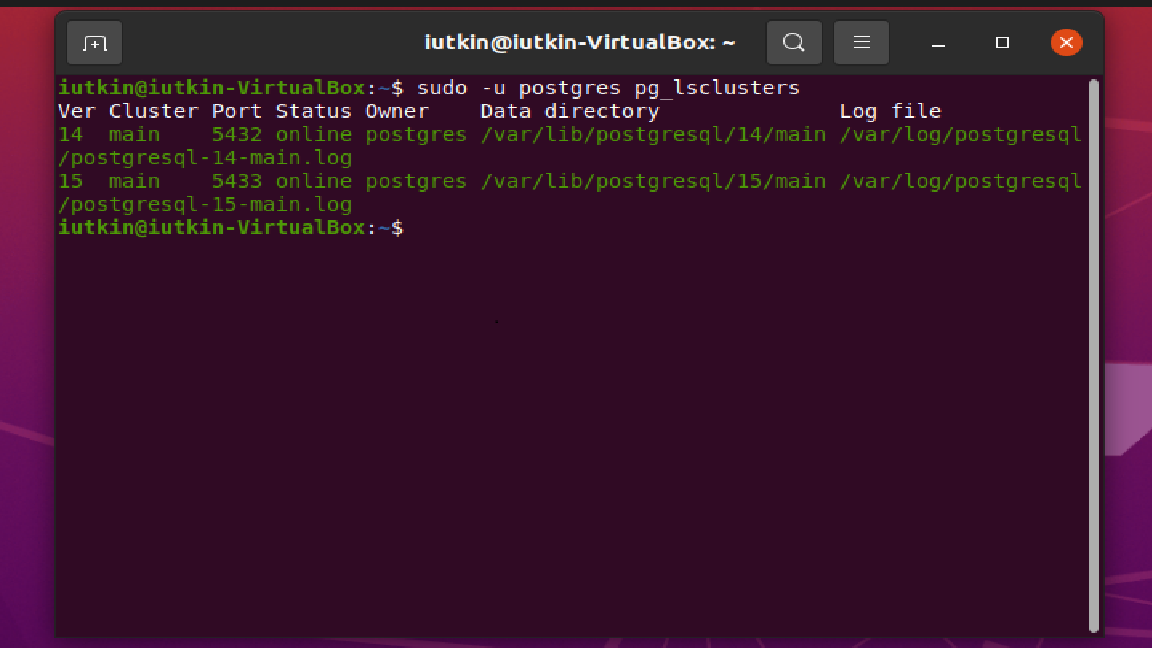 iutkin@iutkin-VirtualBox: ~
iutkin@iutkin-VirtualBox:~$ sudo -u postgres pg_lsclusters
Ver Cluster Port Status Owner    Data directory              Log file
14  main    5432 online postgres /var/lib/postgresql/14/main /var/log/postgresql
/postgresql-14-main.log
15  main    5433 online postgres /var/lib/postgresql/15/main /var/log/postgresql
/postgresql-15-main.log
iutkin@iutkin-VirtualBox:~$